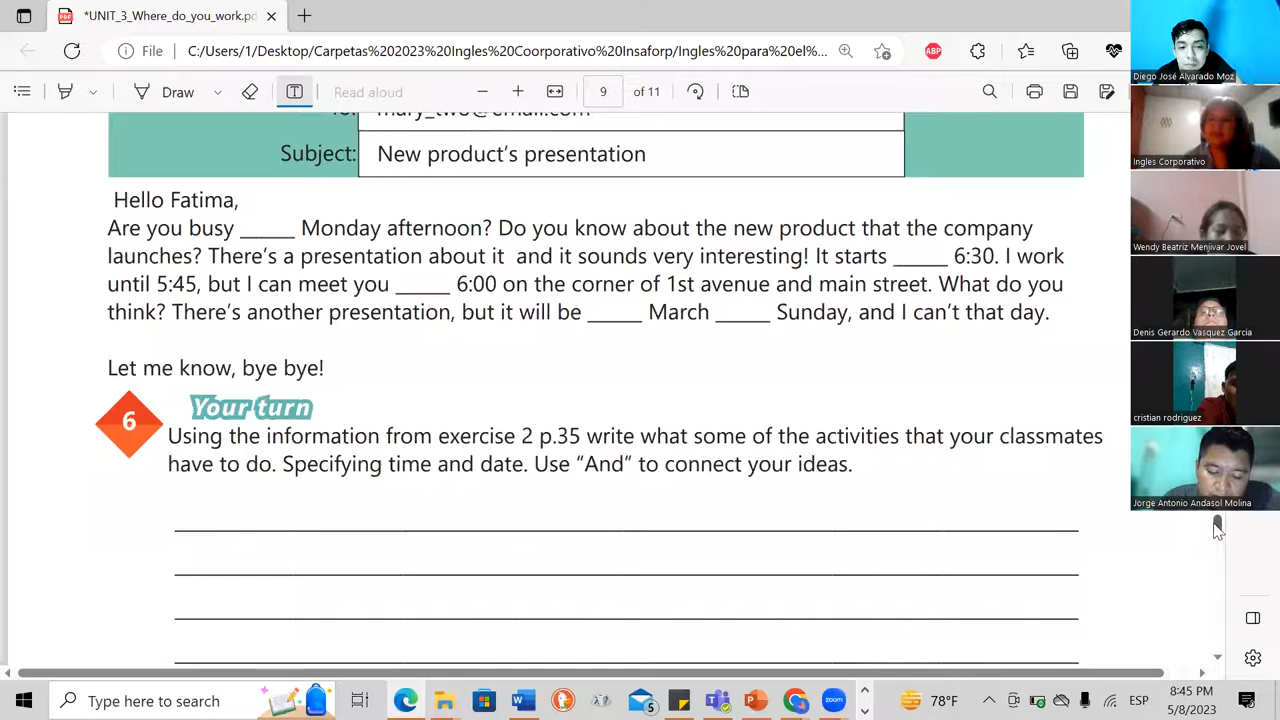 *UNIT_3_Where_do_you_work.pd
File
C:/Users/1/Desktop/Carpetas%202023%20Ingles%20Coorporativo%20Insaforp/Ingles%20para%20el%...
ABP
Draw
Read aloud
9 of 11
mary_two@email.com
Subject: New product's presentation
Hello Fatima,
Are you busy _____ Monday afternoon? Do you know about the new product that the company
launches? There's a presentation about it and it sounds very interesting! It starts _____ 6:30. I work
until 5:45, but I can meet you _____ 6:00 on the corner of 1st avenue and main street. What do you
think? There's another presentation, but it will be _____ March _____ Sunday, and I can't that day.
Let me know, bye bye!
6
Your turn
Using the information from exercise 2 p.35 write what some of the activities that your classmates
have to do. Specifying time and date. Use “And” to connect your ideas.
Diego José Alvarado Moz
Ingles Corporativo
Wendy Beatriz Menjivar Jovel
Denis Gerardo Vasquez Garcia
cristian rodriguez
Jorge Antonio Andasol Molina
Type here to search
5
zoom
78°F
ESP
8:45 PM
5/8/2023